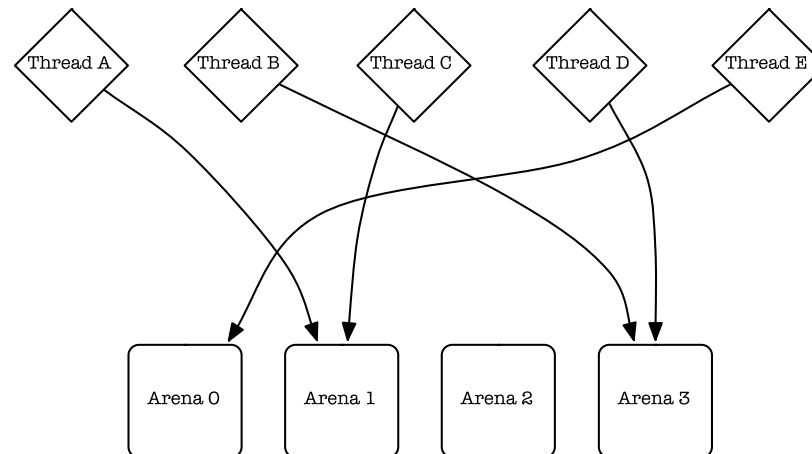 Thread A
Thread B
Thread C
Thread D
Thread E
Arena 0
Arena 1
Arena 2
Arena 3